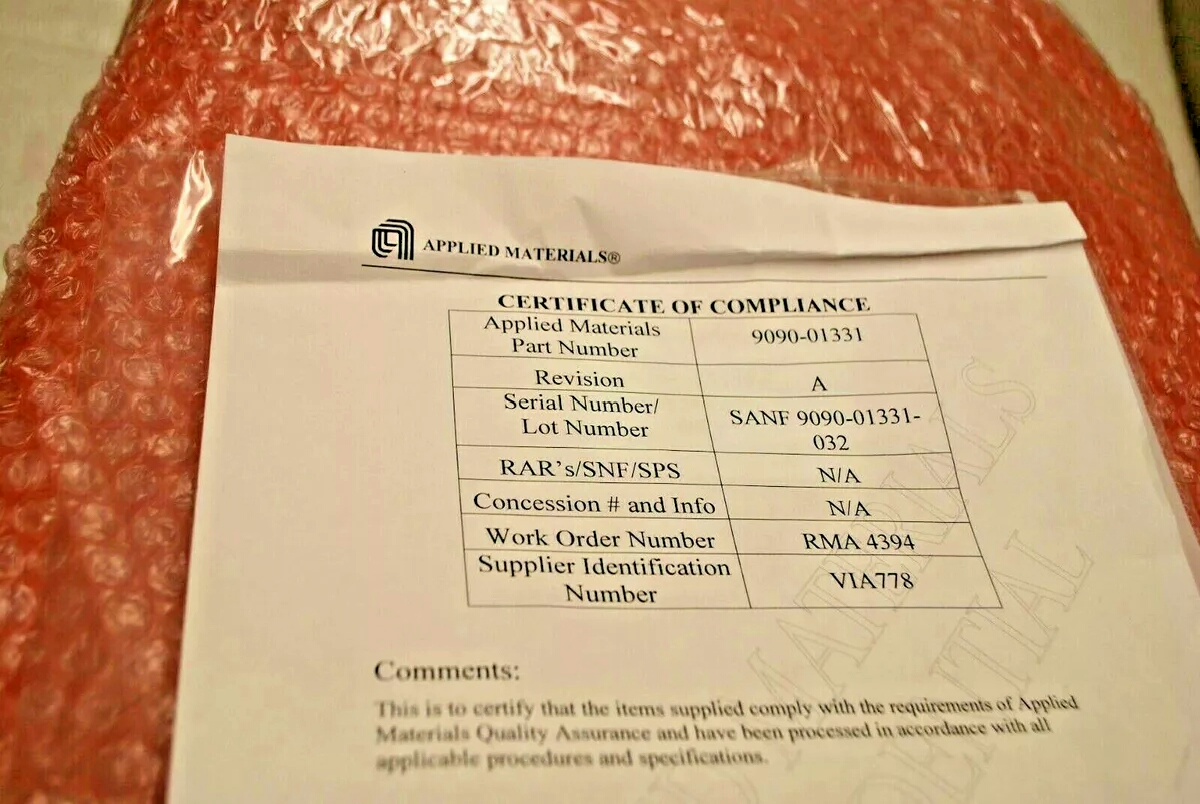 APPLIED MATERIALS®
CERTIFICATE OF COMPLIANCE
Applied Materials
Part Number
9090-01331
Revision
A
Serial Number/
Lot Number
SANF 9090-01331-
032
RAR's/SNF/SPS
N/A
Concession # and Info
N/A
Work Order Number
RMA 4394
Supplier Identification
Number
VIA778
Comments:
This is to certify that the items supplied comply with the requirements of Applied
Materials Quality Assurance and have been processed in accordance with all
applicable procedures and specifications.
MATERIALS